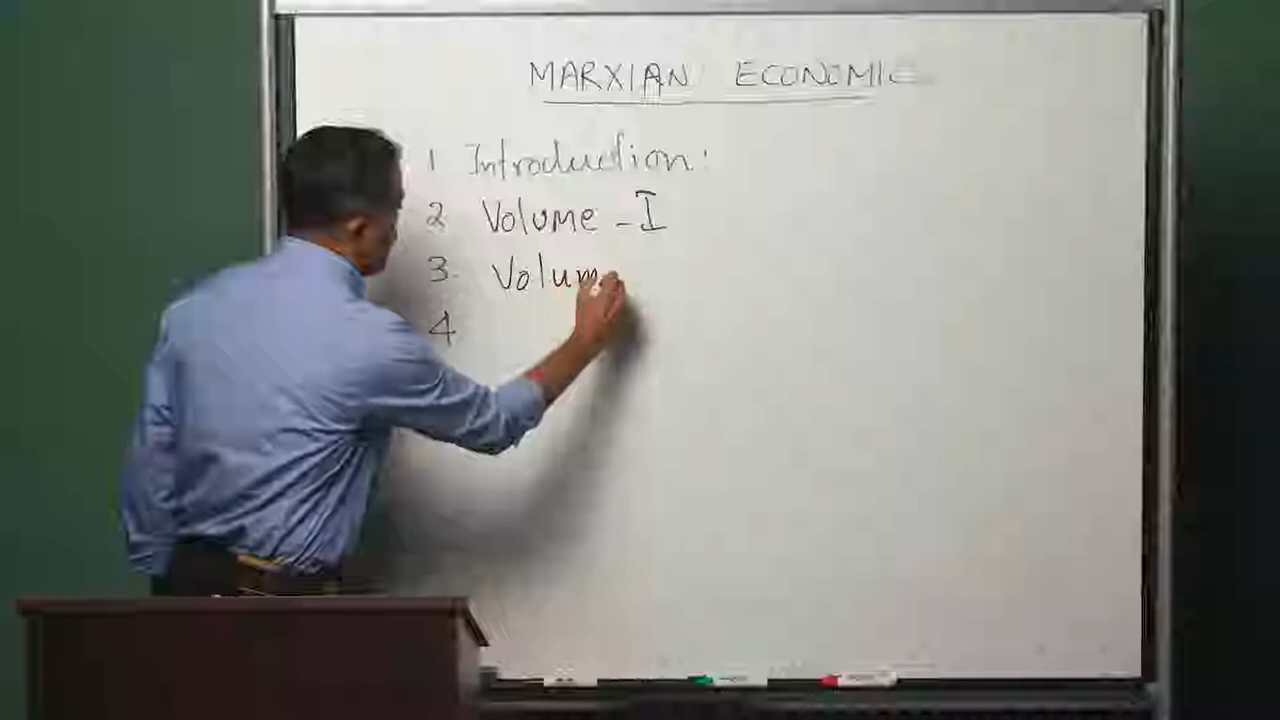 MARXIAN ECONOMIC
1 Introduction:
2 Volume - I
3. Volum
4